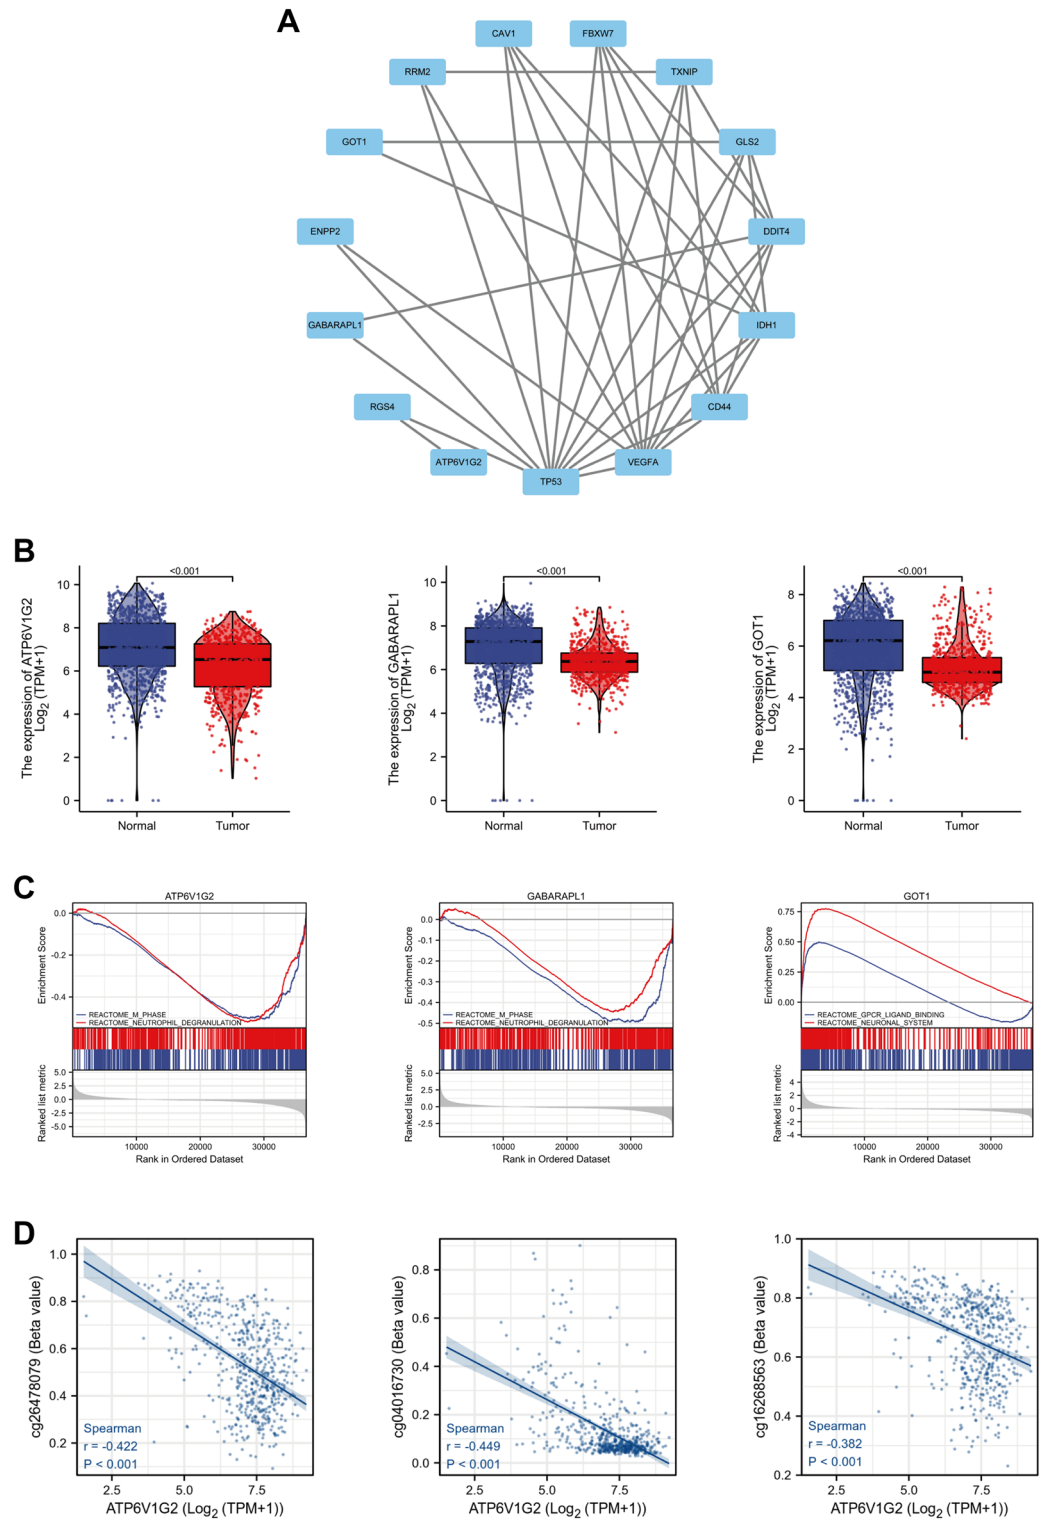 A
CAV1
FBXW7
RRM2
TXNIP
GOT1
GLS2
ENPP2
DDIT4
GABARAPL1
IDH1
RGS4
CD44
ATP6V1G2
VEGFA
TP53
B
The expression of ATP6V1G2
Log2 (TPM+1)
10
8
6
4
2
0
<0.001
Normal
Tumor
The expression of GABARAPL1
Log2 (TPM+1)
10
8
6
4
2
0
<0.001
Normal
Tumor
The expression of GOT1
Log2 (TPM+1)
8
6
4
2
0
<0.001
Normal
Tumor
C
ATP6V1G2
Enrichment Score
0.0
-0.2
-0.4
REACTOME_M_PHASE
REACTOME_NEUTROPHIL_DEGRANULATION
Ranked list metric
5.0
2.5
0.0
-2.5
-5.0
10000
20000
30000
Rank in Ordered Dataset
GABARAPL1
Enrichment Score
0.0
-0.1
-0.2
-0.3
-0.4
-0.5
REACTOME_M_PHASE
REACTOME_NEUTROPHIL_DEGRANULATION
Ranked list metric
5.0
2.5
0.0
-2.5
10000
20000
30000
Rank in Ordered Dataset
GOT1
Enrichment Score
0.75
0.50
0.25
0.00
REACTOME_GPCR_LIGAND_BINDING
REACTOME_NEURONAL_SYSTEM
Ranked list metric
4
2
0
-2
-4
10000
20000
30000
Rank in Ordered Dataset
D
cg26478079 (Beta value)
1.0
0.8
0.6
0.4
0.2
Spearman
r = -0.422
P < 0.001
2.5
5.0
7.5
ATP6V1G2 (Log2 (TPM+1))
cg04016730 (Beta value)
0.8
0.6
0.4
0.2
0.0
Spearman
r = -0.449
P < 0.001
2.5
5.0
7.5
ATP6V1G2 (Log2 (TPM+1))
cg16268563 (Beta value)
1.0
0.8
0.6
0.4
0.2
Spearman
r = -0.382
P < 0.001
2.5
5.0
7.5
ATP6V1G2 (Log2 (TPM+1))